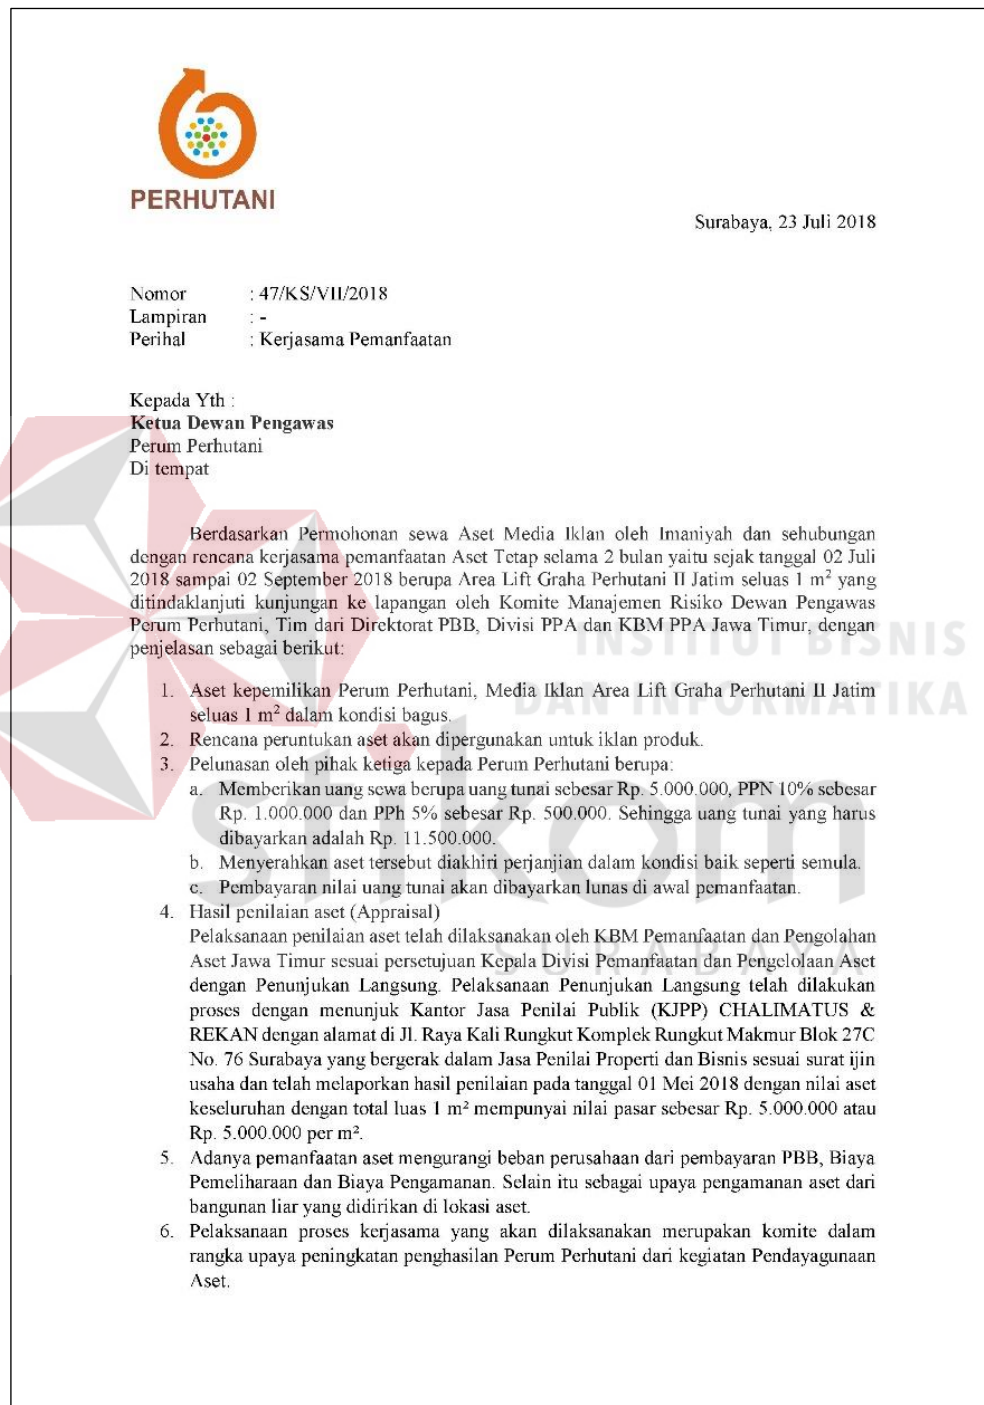 PERHUTANI
Surabaya, 23 Juli 2018
Nomor : 47/KS/VII/2018
Lampiran : -
Perihal : Kerjasama Pemanfaatan
Kepada Yth :
Ketua Dewan Pengawas
Perum Perhutani
Di tempat
Berdasarkan Permohonan sewa Aset Media Iklan oleh Imaniyah dan sehubungan
dengan rencana kerjasama pemanfaatan Aset Tetap selama 2 bulan yaitu sejak tanggal 02 Juli
2018 sampai 02 September 2018 berupa Area Lift Graha Perhutani II Jatim seluas 1 m² yang
ditindaklanjuti kunjungan ke lapangan oleh Komite Manajemen Risiko Dewan Pengawas
Perum Perhutani, Tim dari Direktorat PBB, Divisi PPA dan KBM PPA Jawa Timur, dengan
penjelasan sebagai berikut:
1. Aset kepemilikan Perum Perhutani, Media Iklan Area Lift Graha Perhutani II Jatim
seluas 1 m² dalam kondisi bagus.
2. Rencana peruntukan aset akan dipergunakan untuk iklan produk.
3. Pelunasan oleh pihak ketiga kepada Perum Perhutani berupa:
a. Memberikan uang sewa berupa uang tunai sebesar Rp. 5.000.000, PPN 10% sebesar
Rp. 1.000.000 dan PPh 5% sebesar Rp. 500.000. Sehingga uang tunai yang harus
dibayarkan adalah Rp. 11.500.000.
b. Menyerahkan aset tersebut diakhiri perjanjian dalam kondisi baik seperti semula.
c. Pembayaran nilai uang tunai akan dibayarkan lunas di awal pemanfaatan.
4. Hasil penilaian aset (Appraisal)
Pelaksanaan penilaian aset telah dilaksanakan oleh KBM Pemanfaatan dan Pengolahan
Aset Jawa Timur sesuai persetujuan Kepala Divisi Pemanfaatan dan Pengelolaan Aset
dengan Penunjukan Langsung. Pelaksanaan Penunjukan Langsung telah dilakukan
proses dengan menunjuk Kantor Jasa Penilai Publik (KJPP) CHALIMATUS &
REKAN dengan alamat di Jl. Raya Kali Rungkut Komplek Rungkut Makmur Blok 27C
No. 76 Surabaya yang bergerak dalam Jasa Penilai Properti dan Bisnis sesuai surat ijin
usaha dan telah melaporkan hasil penilaian pada tanggal 01 Mei 2018 dengan nilai aset
keseluruhan dengan total luas 1 m² mempunyai nilai pasar sebesar Rp. 5.000.000 atau
Rp. 5.000.000 per m².
5. Adanya pemanfaatan aset mengurangi beban perusahaan dari pembayaran PBB, Biaya
Pemeliharaan dan Biaya Pengamanan. Selain itu sebagai upaya pengamanan aset dari
bangunan liar yang didirikan di lokasi aset.
6. Pelaksanaan proses kerjasama yang akan dilaksanakan merupakan komite dalam
rangka upaya peningkatan penghasilan Perum Perhutani dari kegiatan Pendayagunaan
Aset.
INSTITUT BISNIS
DAN INFORMATIKA
stikom
SURABAYA